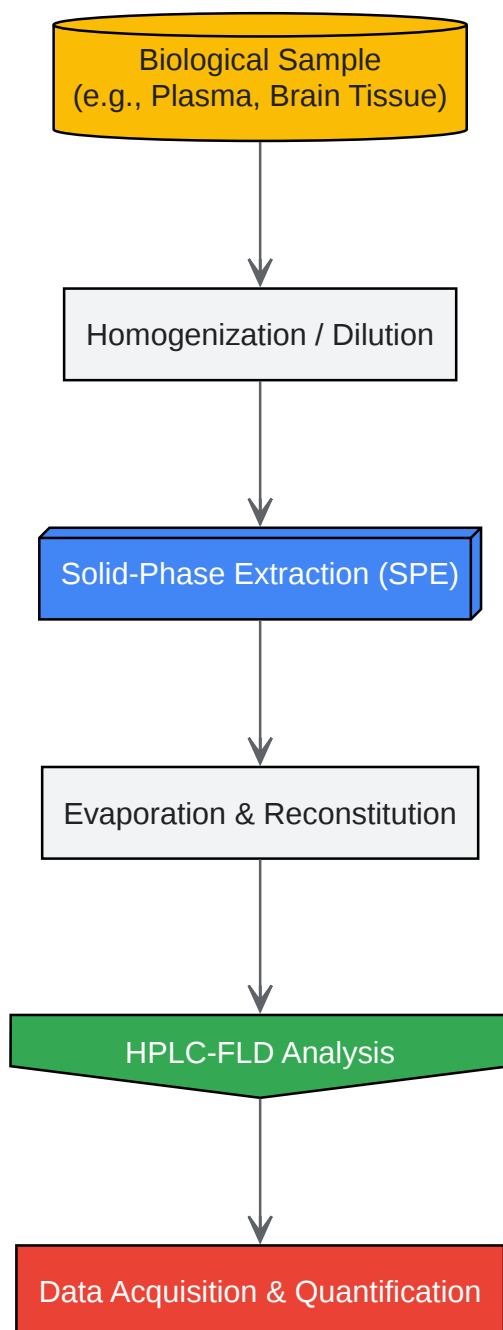 Biological Sample
(e.g., Plasma, Brain Tissue)
Homogenization / Dilution
Solid-Phase Extraction (SPE)
Evaporation & Reconstitution
HPLC-FLD Analysis
Data Acquisition & Quantification